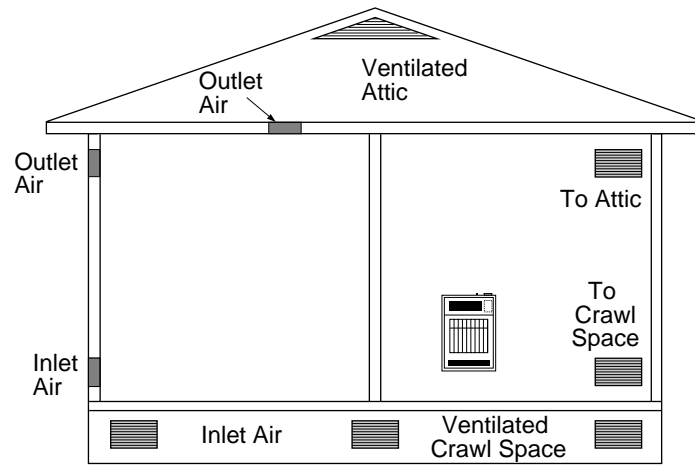 Ventilated
Attic
Outlet
Air
Outlet
Air
To Attic
To
Crawl
Space
Inlet
Air
Inlet Air
Ventilated
Crawl Space